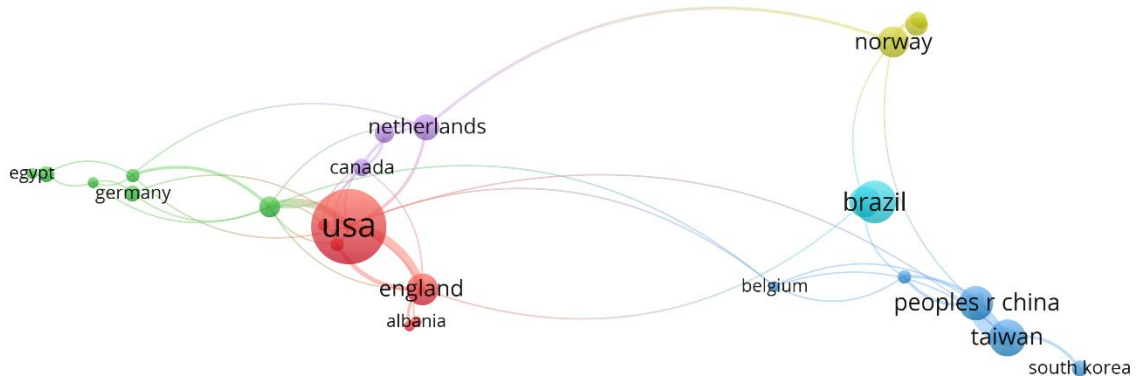 norway
netherlands
canada
egypt
germany
brazil
usa
england
belgium
peoples r china
albania
taiwan
south korea